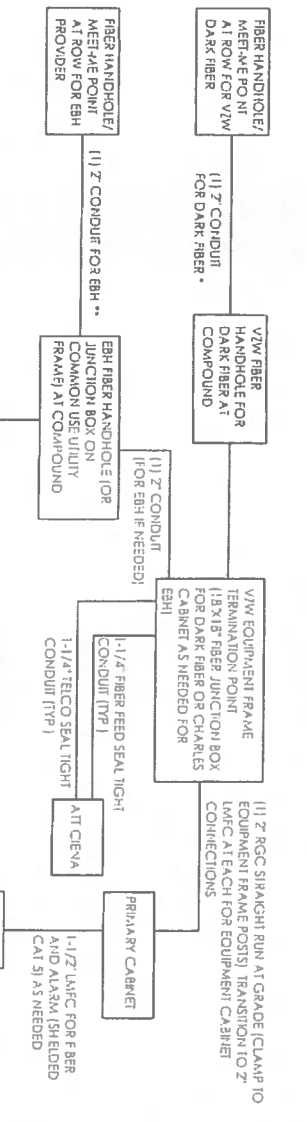 FIBER HANDHOLE/
MEET-ME POINT
AT ROW FOR VZW
DARK FIBER
(1) 2" CONDUIT
FOR DARK FIBER *
VZW FIBER
HANDHOLE FOR
DARK FIBER AT
COMPOUND
FIBER HANDHOLE/
MEET-ME POINT
AT ROW FOR EBH
PROVIDER
(1) 2" CONDUIT FOR EBH **
EBH FIBER HANDHOLE (OR
JUNCTION BOX ON
COMMON USE UTILITY
FRAME) AT COMPOUND
(1) 2" CONDUIT
(FOR EBH IF NEEDED)
VZW EQUIPMENT FRAME
TERMINATION POINT
(18"X18" FIBER JUNCTION BOX
FOR DARK FIBER OR CHARLES
CABINET AS NEEDED FOR
EBH)
(1) 2" RGC STRAIGHT RUN AT GRADE (CLAMP TO
EQUIPMENT FRAME POSTS) TRANSITION TO 2"
LMFC AT EACH FOR EQUIPMENT CABINET
CONNECTIONS
1-1/4" FIBER FEED SEAL TIGHT
CONDUIT (TYP )
1-1/4" TELCO SEAL TIGHT
CONDUIT (TYP )
ATT CIENA
PRIMARY CABINET
1-1/2" LMFC FOR FIBER
AND ALARM (SHIELDED
CAT 5) AS NEEDED